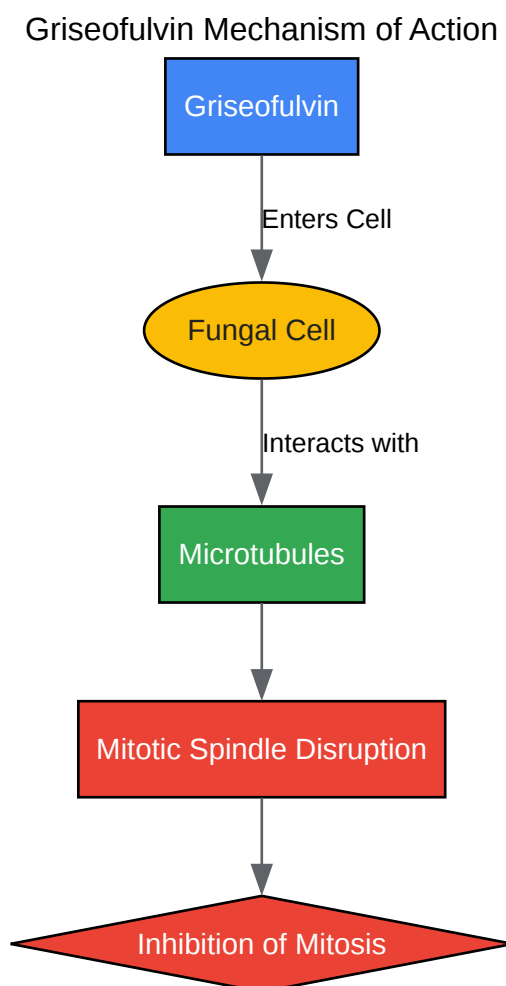 Griseofulvin Mechanism of Action
Griseofulvin
Enters Cell
Fungal Cell
Interacts with
Microtubules
Mitotic Spindle Disruption
Inhibition of Mitosis